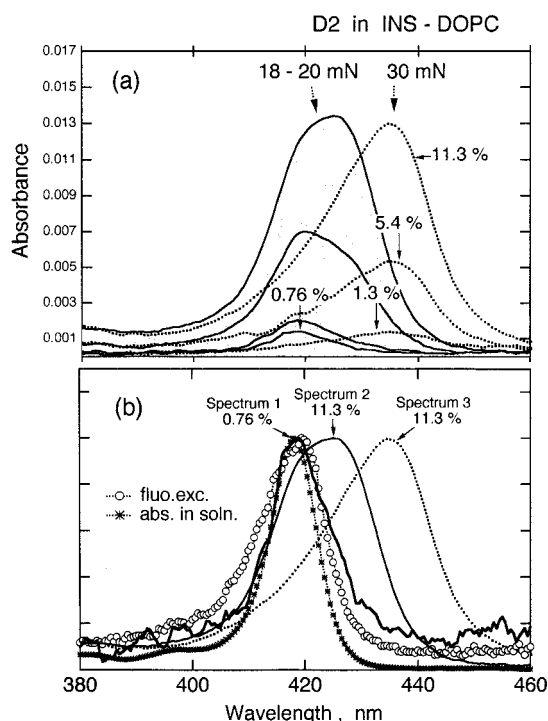 D2 in INS - DOPC
0.017
(a)
18 - 20 mN
30 mN
0.015
0.013
11.3 %
0.011
0.009
5.4 %
0.007
0.005
0.76 %
1.3 %
0.003
0.001
Absorbance
(b)
Spectrum 1
0.76 %
Spectrum 2
11.3 %
Spectrum 3
11.3 %
fluo.exc.
abs. in soln.
380
400
420
440
460
Wavelength , nm